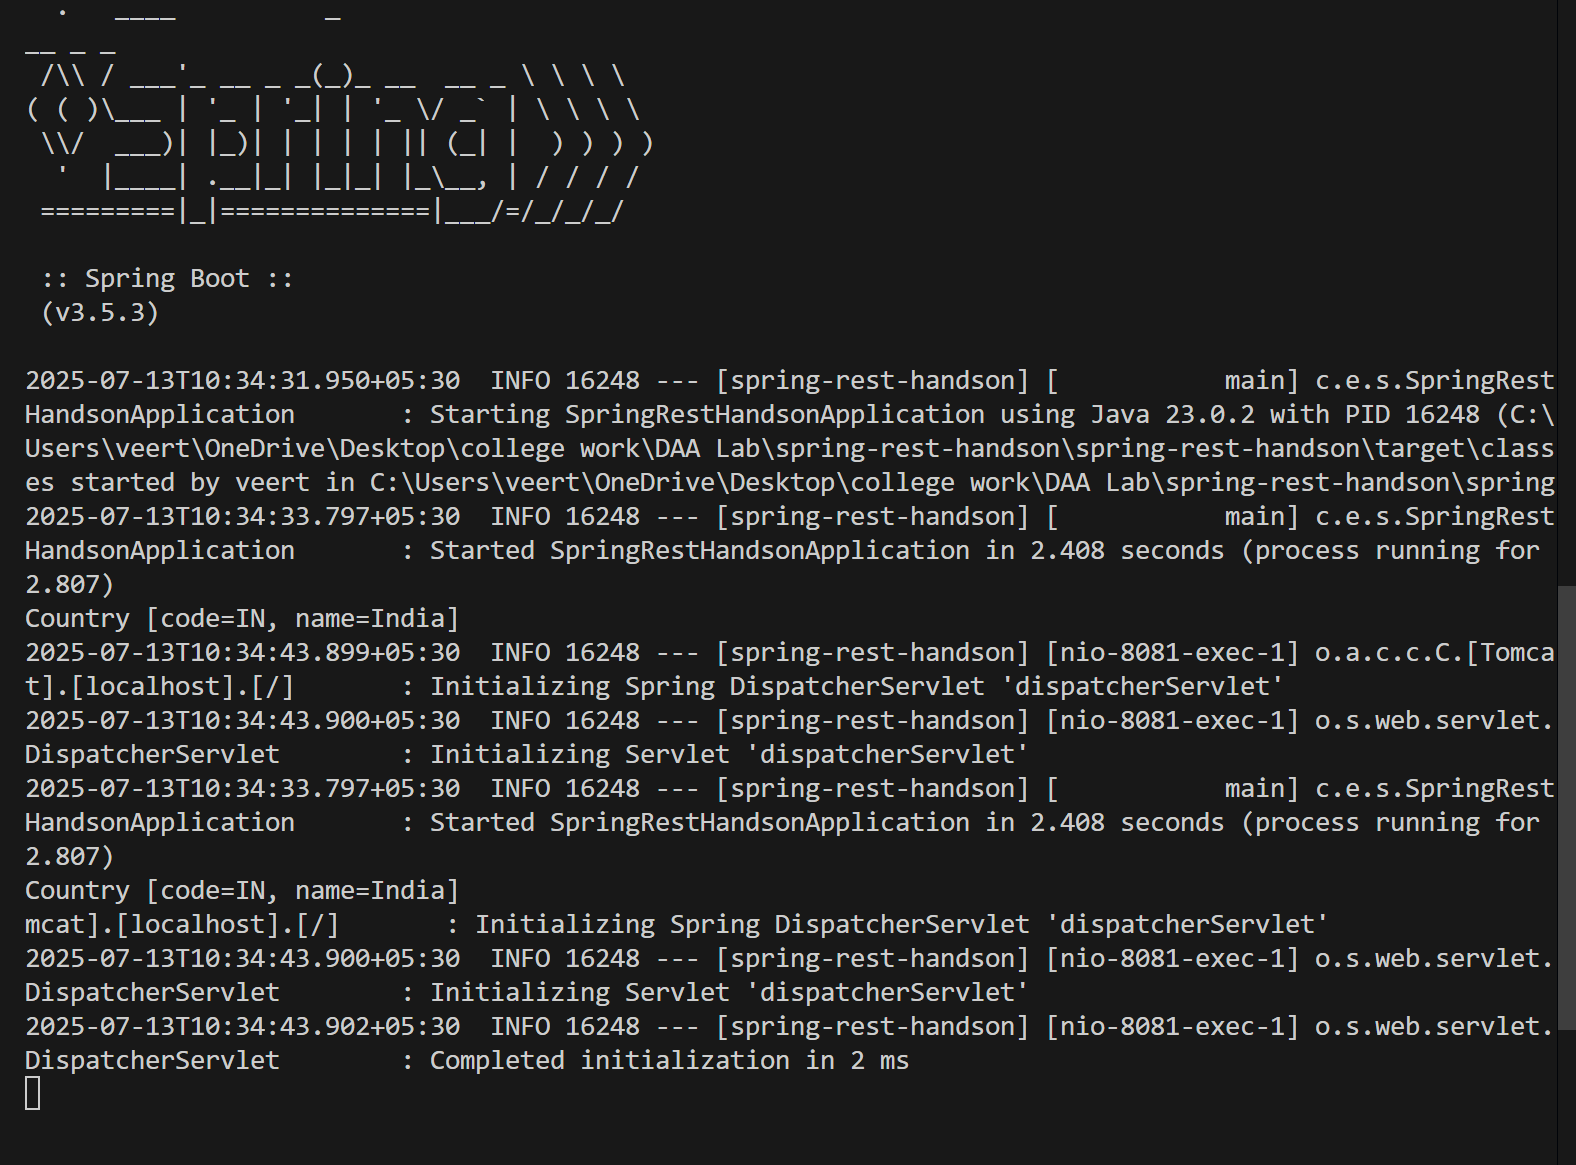 .   ____          _
__ _ _
 /\\ / ___'_ __ _ _(_)_ __  __ _ \ \ \ \
( ( )\___ | '_ | '_| | '_ \/ _` | \ \ \ \
 \\/  ___)| |_)| | | | | || (_| |  ) ) ) )
  '  |____| .__|_| |_|_| |_\__, | / / / /
 =========|_|==============|___/=/_/_/_/

 :: Spring Boot ::
 (v3.5.3)

2025-07-13T10:34:31.950+05:30  INFO 16248 --- [spring-rest-handson] [           main] c.e.s.SpringRest
HandsonApplication       : Starting SpringRestHandsonApplication using Java 23.0.2 with PID 16248 (C:\
Users\veert\OneDrive\Desktop\college work\DAA Lab\spring-rest-handson\spring-rest-handson\target\class
es started by veert in C:\Users\veert\OneDrive\Desktop\college work\DAA Lab\spring-rest-handson\spring
2025-07-13T10:34:33.797+05:30  INFO 16248 --- [spring-rest-handson] [           main] c.e.s.SpringRest
HandsonApplication       : Started SpringRestHandsonApplication in 2.408 seconds (process running for
2.807)
Country [code=IN, name=India]
2025-07-13T10:34:43.899+05:30  INFO 16248 --- [spring-rest-handson] [nio-8081-exec-1] o.a.c.c.C.[Tomca
t].[localhost].[/]       : Initializing Spring DispatcherServlet 'dispatcherServlet'
2025-07-13T10:34:43.900+05:30  INFO 16248 --- [spring-rest-handson] [nio-8081-exec-1] o.s.web.servlet.
DispatcherServlet        : Initializing Servlet 'dispatcherServlet'
2025-07-13T10:34:33.797+05:30  INFO 16248 --- [spring-rest-handson] [           main] c.e.s.SpringRest
HandsonApplication       : Started SpringRestHandsonApplication in 2.408 seconds (process running for
2.807)
Country [code=IN, name=India]
mcat].[localhost].[/]       : Initializing Spring DispatcherServlet 'dispatcherServlet'
2025-07-13T10:34:43.900+05:30  INFO 16248 --- [spring-rest-handson] [nio-8081-exec-1] o.s.web.servlet.
DispatcherServlet        : Initializing Servlet 'dispatcherServlet'
2025-07-13T10:34:43.902+05:30  INFO 16248 --- [spring-rest-handson] [nio-8081-exec-1] o.s.web.servlet.
DispatcherServlet        : Completed initialization in 2 ms